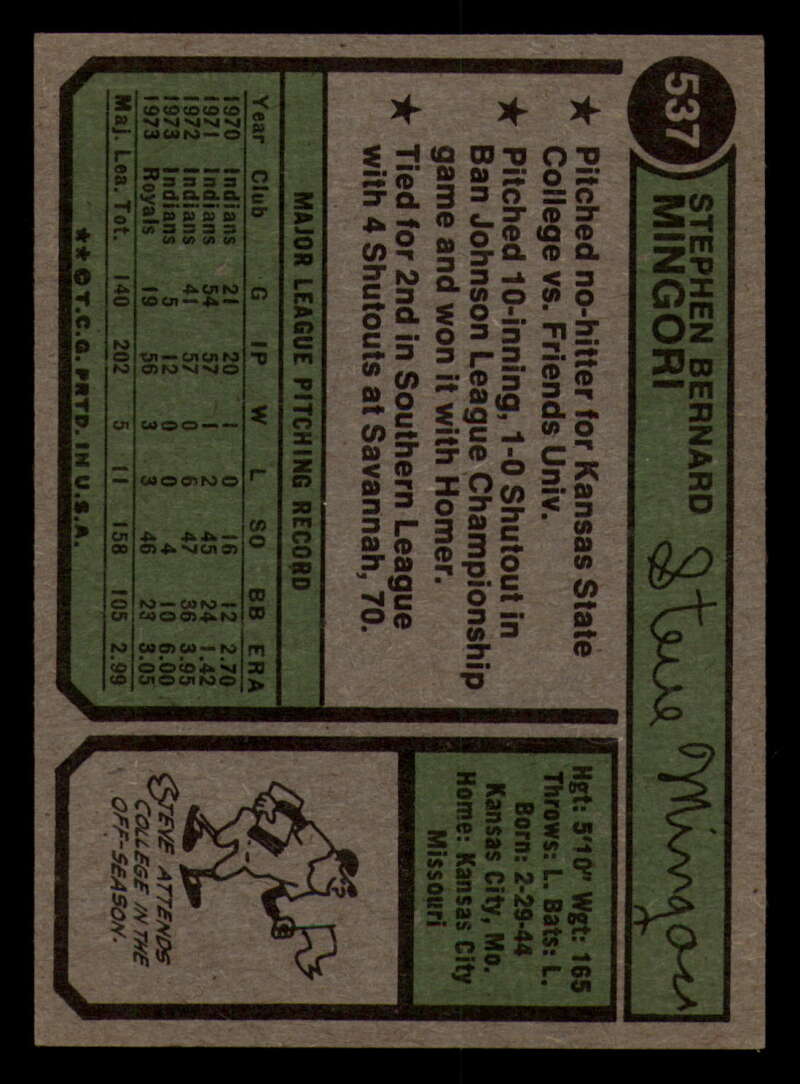 537
STEPHEN BERNARD
MINGORI
Steve Mingori
★ Pitched no-hitter for Kansas State
College vs. Friends Univ.
★ Pitched 10-inning, 1-0 Shutout in
Ban Johnson League Championship
game and won it with Homer.
★ Tied for 2nd in Southern League
with 4 Shutouts at Savannah, 70.
MAJOR LEAGUE PITCHING RECORD
Year Club G IP W L SO BB ERA
1970 Indians 21 20 1 0 16 12 2.70
1971 Indians 54 57 1 2 45 24 1.42
1972 Indians 41 57 0 6 47 36 3.95
1973 Indians 5 12 0 0 4 10 6.00
1973 Royals 19 56 3 3 46 23 3.05
Maj. Lea. Tot. 140 202 5 11 158 105 2.99
**©T.C.G. PRTD. IN U.S.A.
Hgt: 5'10" Wgt: 165
Throws: L. Bats: L.
Born: 2-29-44
Kansas City, Mo.
Home: Kansas City
Missouri
STEVE ATTENDS
COLLEGE IN THE
OFF-SEASON.